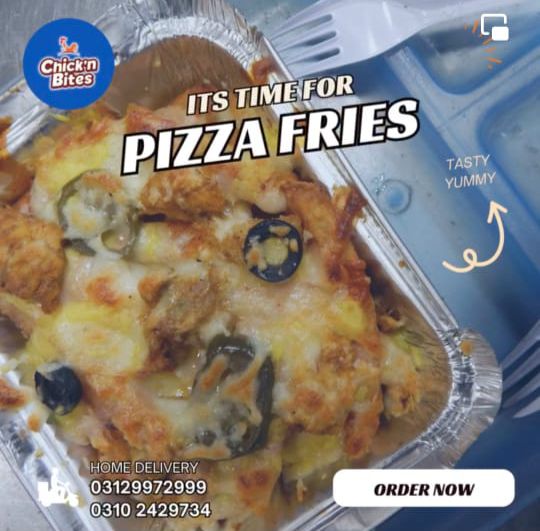 Chick'n
Bites
ITS TIME FOR
PIZZA FRIES
TASTY
YUMMY
HOME DELIVERY
03129972999
0310 2429734
ORDER NOW